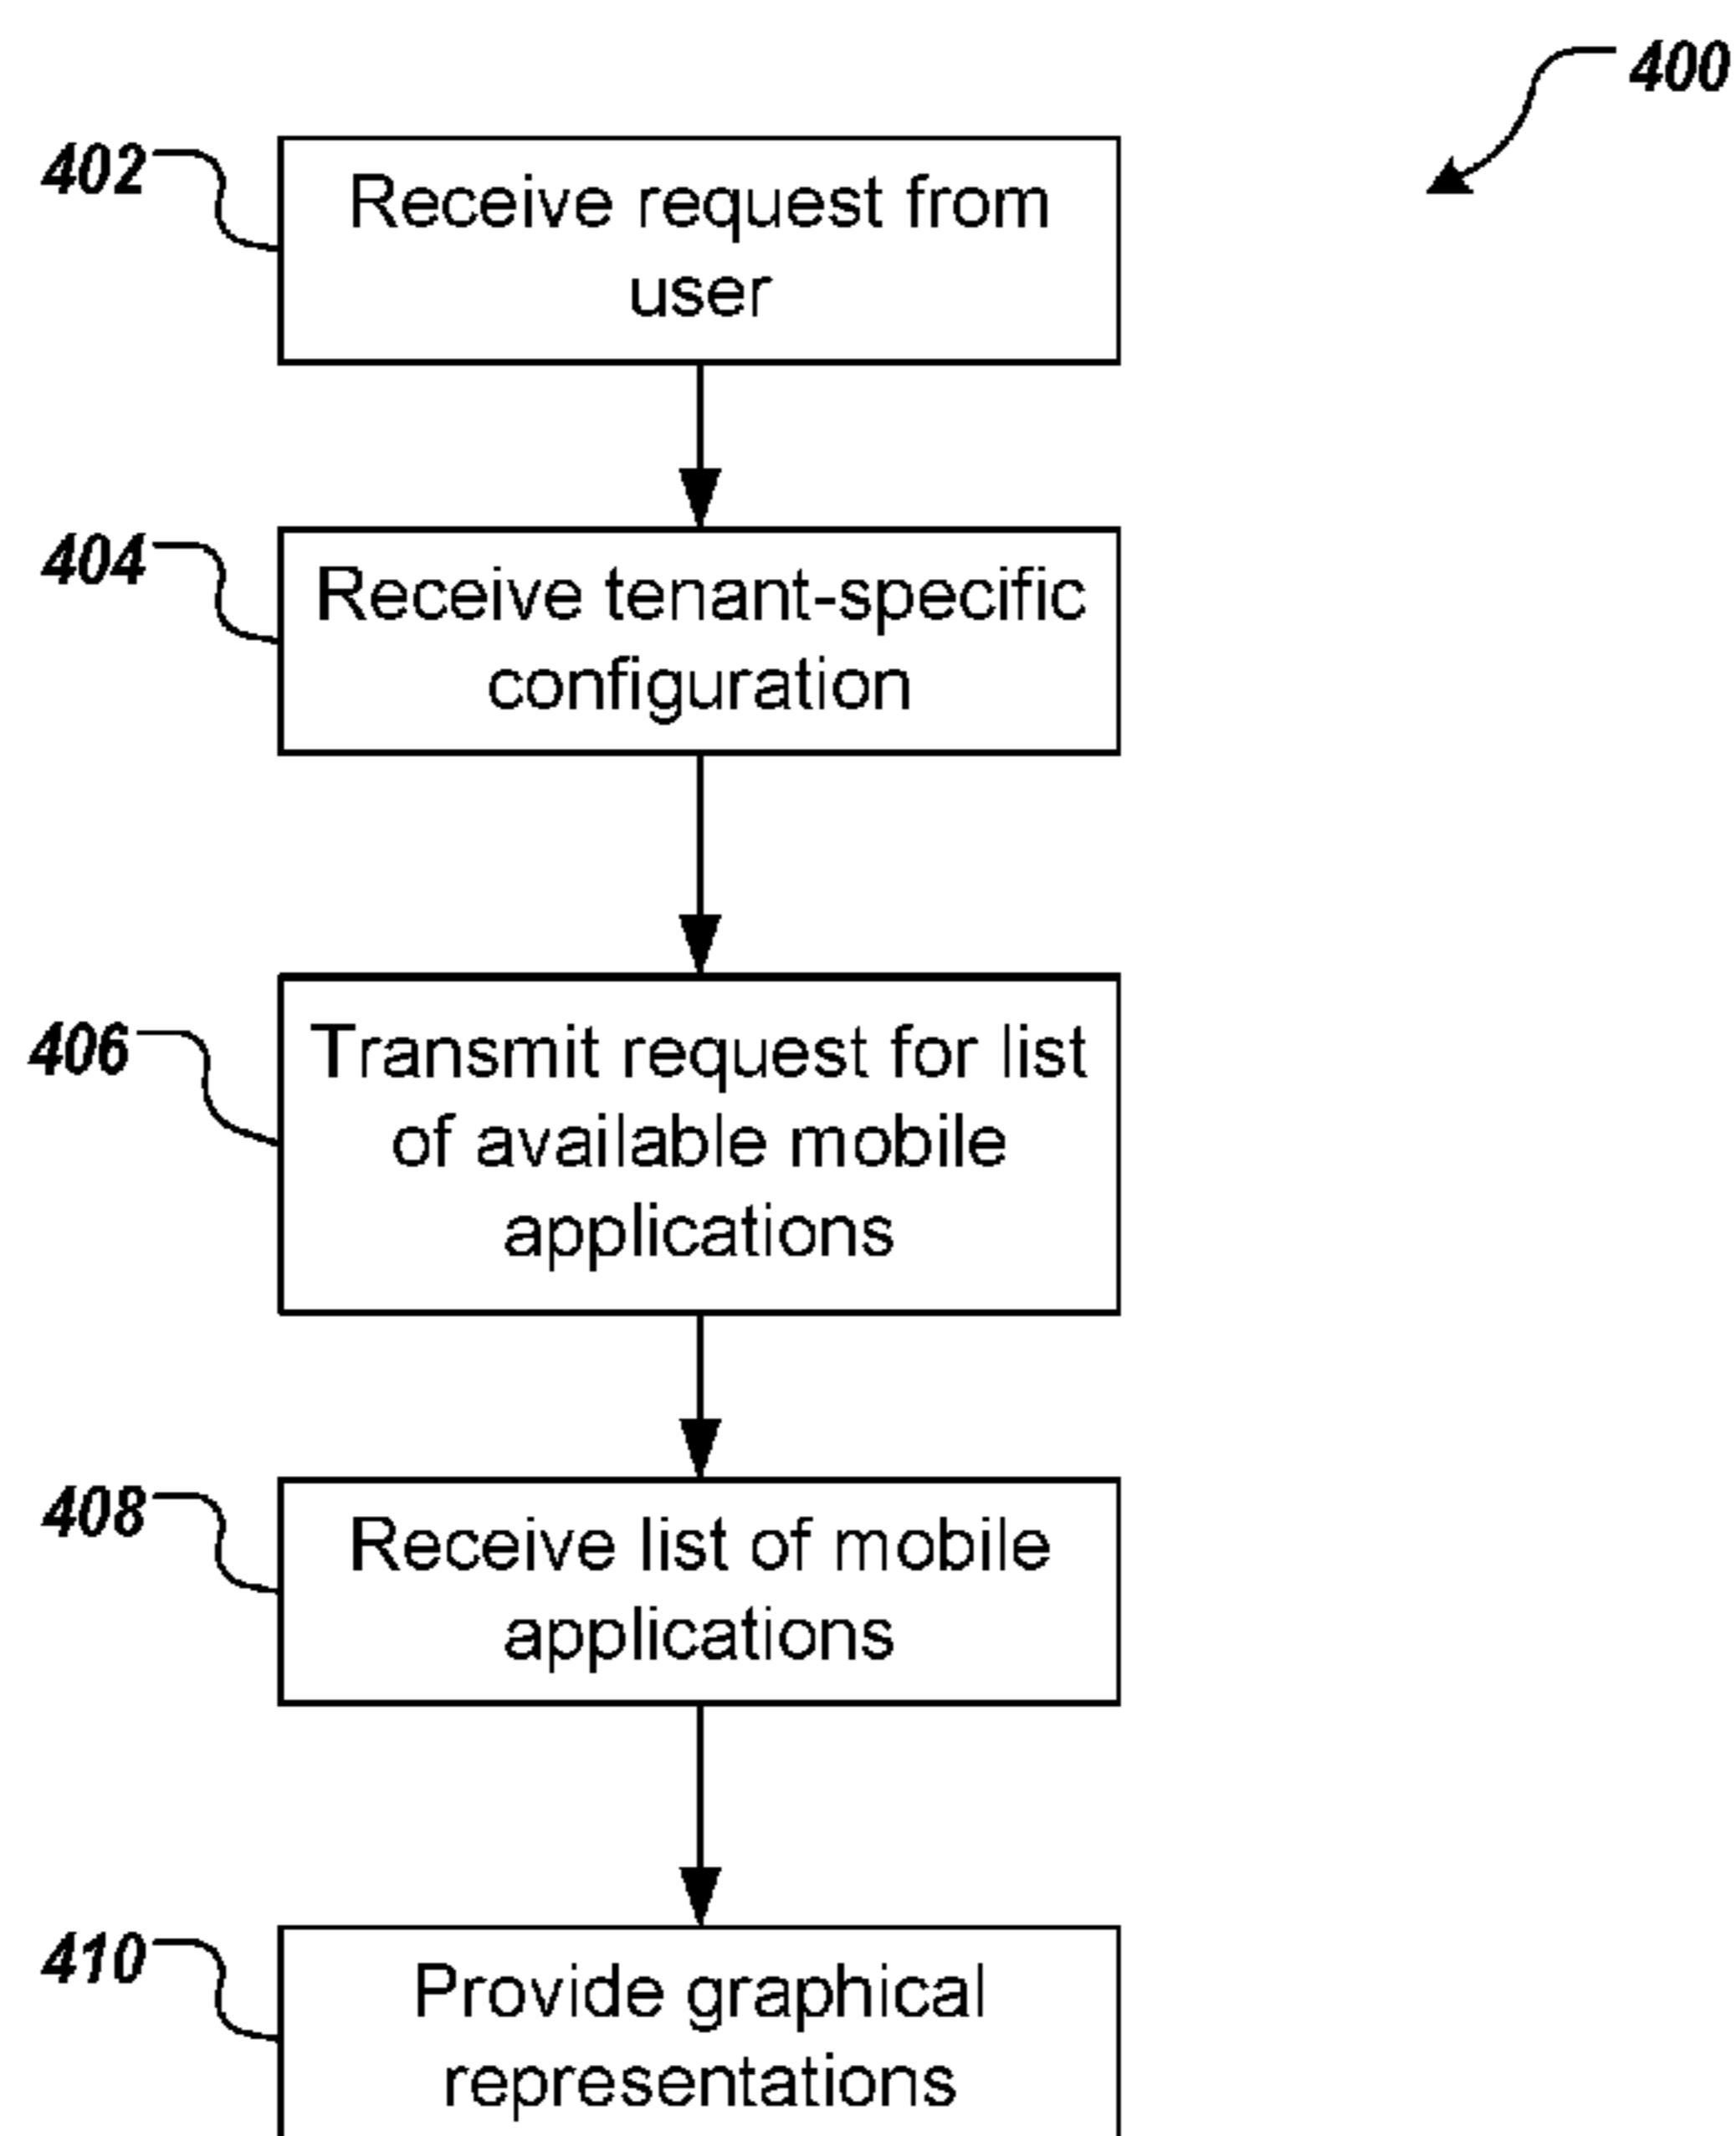 400
402
Receive request from
user
404
Receive tenant-specific
configuration
406
Transmit request for list
of available mobile
applications
408
Receive list of mobile
applications
410
Provide graphical
representations